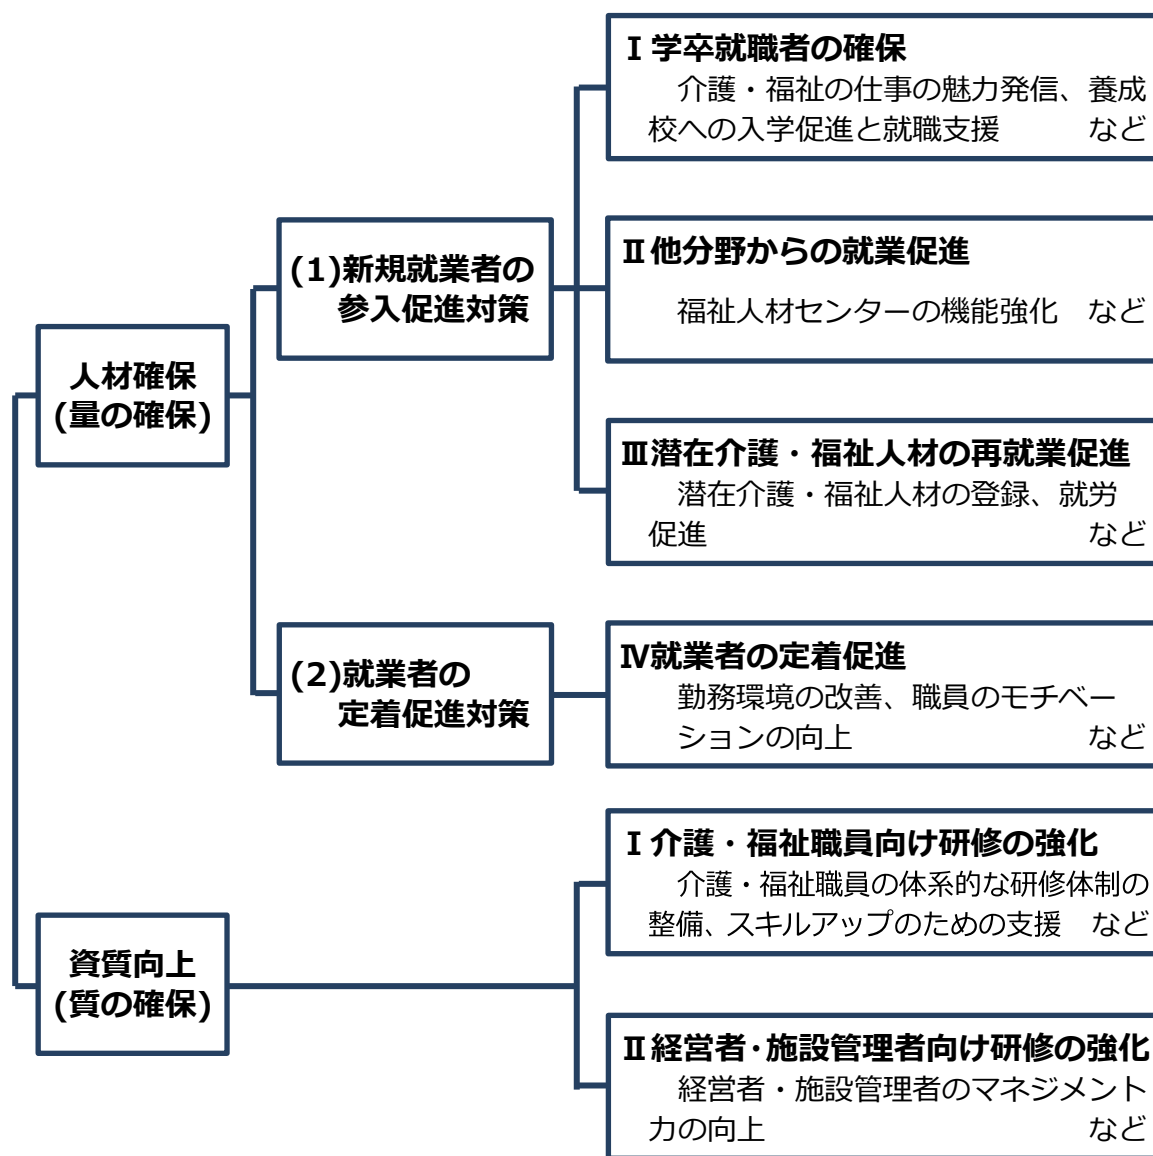 人材確保
(量の確保)
(1)新規就業者の
参入促進対策
Ⅰ学卒就職者の確保
介護・福祉の仕事の魅力発信、養成
校への入学促進と就職支援　　　など
Ⅱ他分野からの就業促進
福祉人材センターの機能強化　など
Ⅲ潜在介護・福祉人材の再就業促進
潜在介護・福祉人材の登録、就労
促進　　　など
(2)就業者の
定着促進対策
Ⅳ就業者の定着促進
勤務環境の改善、職員のモチベー
ションの向上　　　など
資質向上
(質の確保)
Ⅰ介護・福祉職員向け研修の強化
介護・福祉職員の体系的な研修体制の
整備、スキルアップのための支援　など
Ⅱ経営者・施設管理者向け研修の強化
経営者・施設管理者のマネジメント
力の向上　　　など